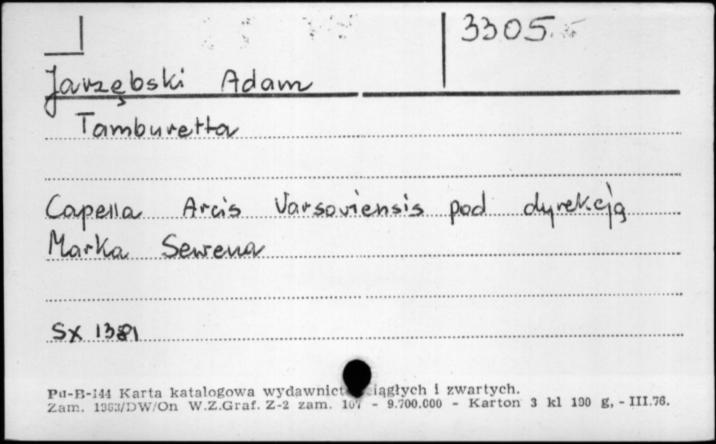 3305
Jarzębski Adam
Tamburetta
Capella Arcis Varsoviensis pod dyrekcją
Marka Sewena
SX 1381
Pu-B-144 Karta katalogowa wydawnict ciągłych i zwartych.
Zam. 1963/DW/On W.Z.Graf. Z-2 zam. 107 - 9.700.000 - Karton 3 kl 190 g, - III.76.